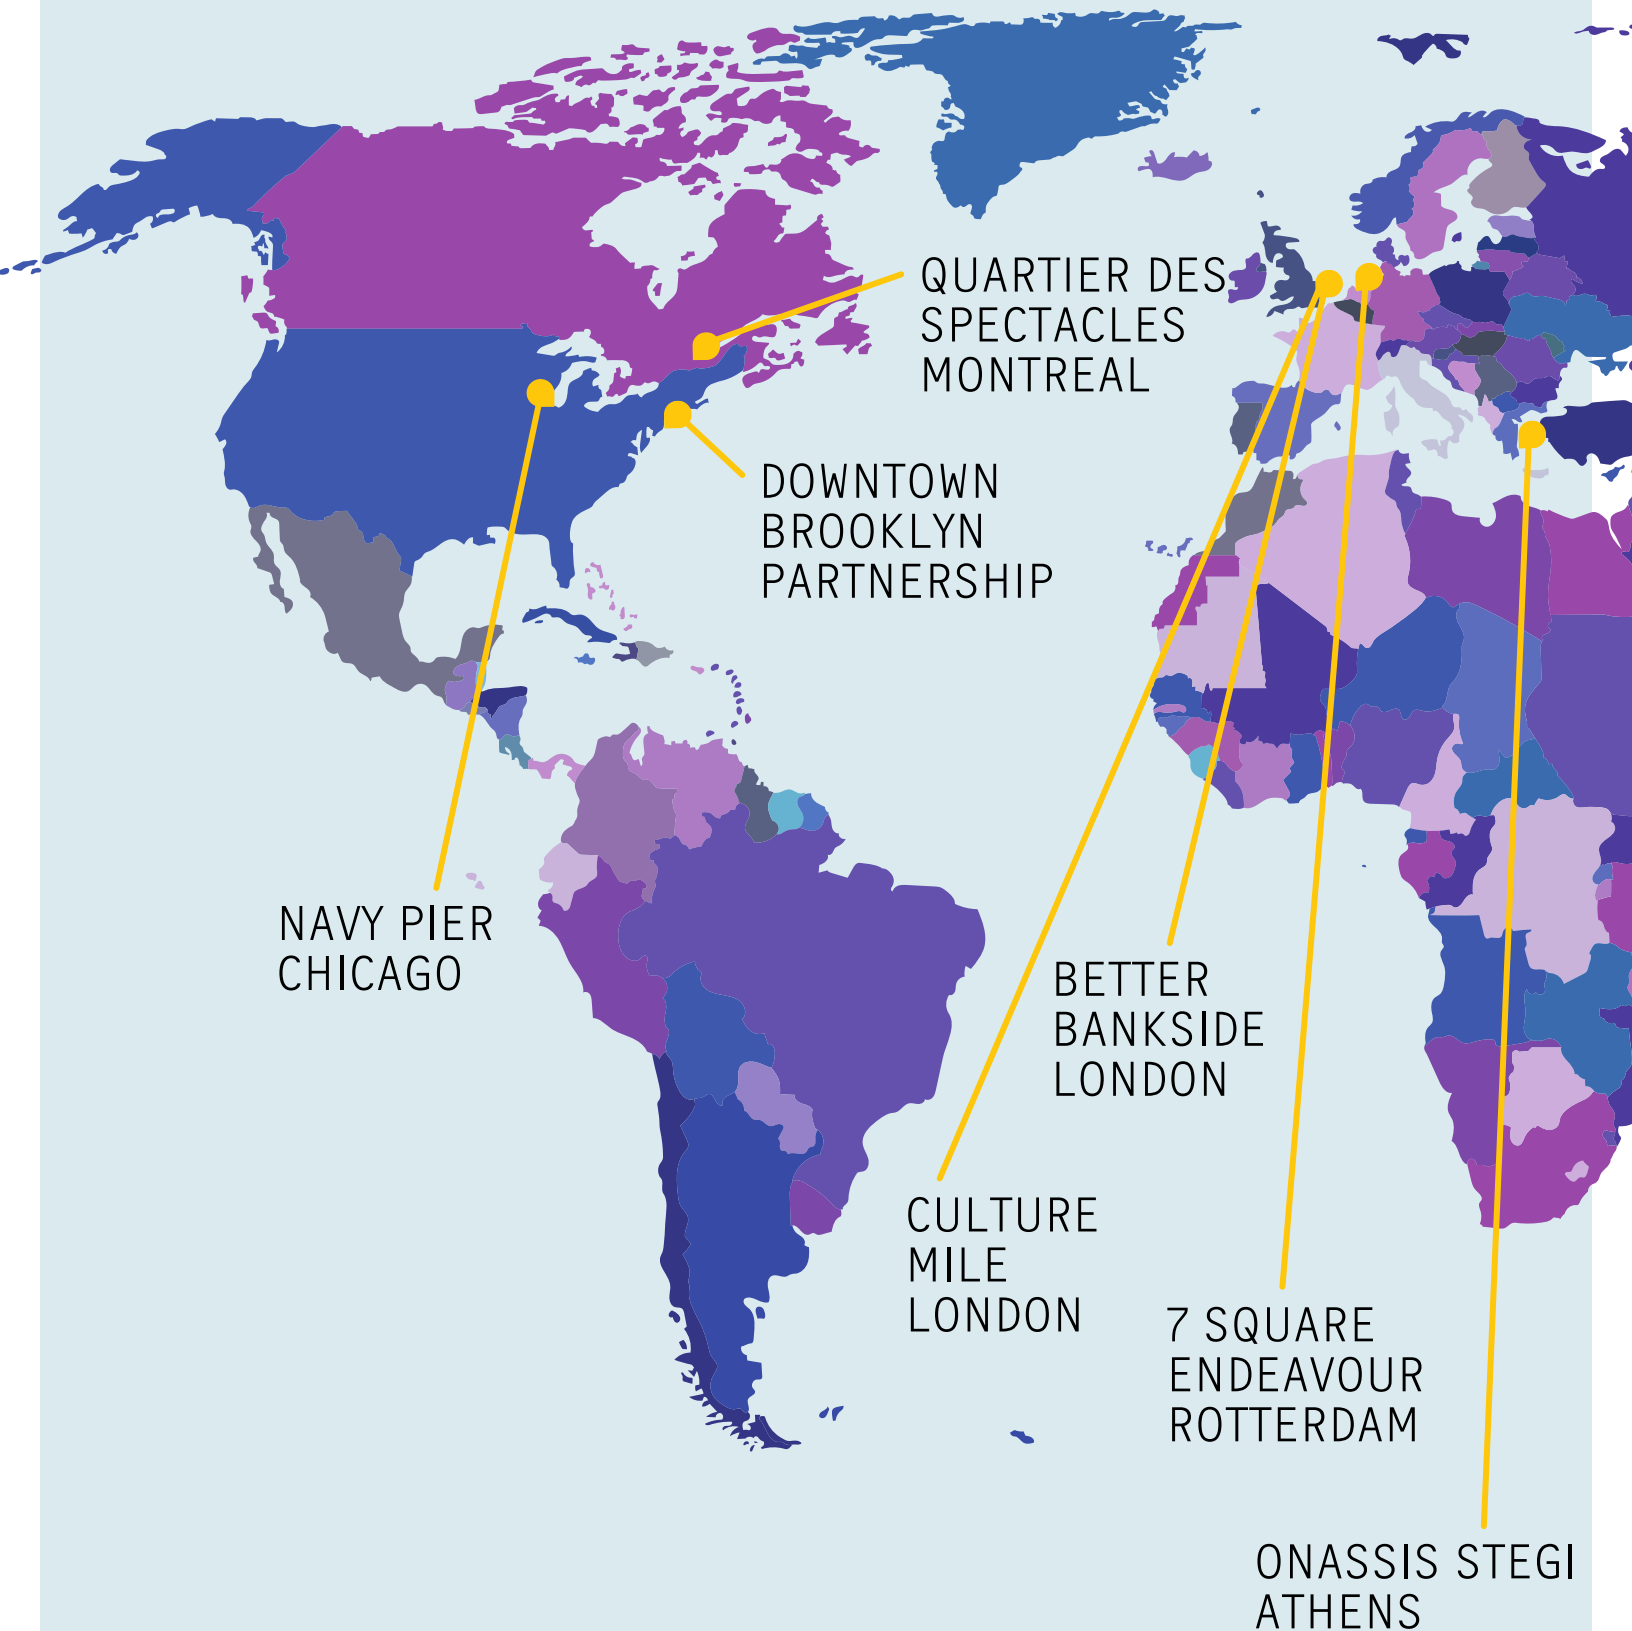 QUARTIER DES
SPECTACLES
MONTREAL
DOWNTOWN
BROOKLYN
PARTNERSHIP
NAVY PIER
CHICAGO
BETTER
BANKSIDE
LONDON
CULTURE
MILE
LONDON
7 SQUARE
ENDEAVOUR
ROTTERDAM
ONASSIS STEGI
ATHENS